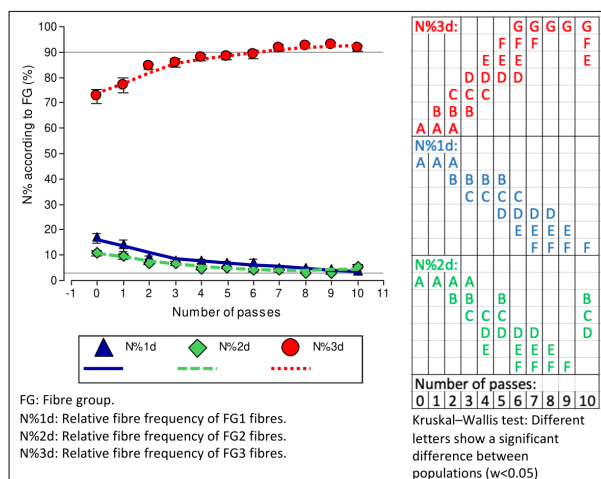 N% according to FG (%)
100
90
80
70
60
50
40
30
20
10
0
-1 0 1 2 3 4 5 6 7 8 9 10 11
Number of passes
N%1d N%2d N%3d
FG: Fibre group.
N%1d: Relative fibre frequency of FG1 fibres.
N%2d: Relative fibre frequency of FG2 fibres.
N%3d: Relative fibre frequency of FG3 fibres.
N%3d: G G G G G
F F F F
E E E E
D D D D
C C C
B B B
A A A
N%1d:
A A A
B B B B
C C C C
D D D D
E E E E
F F F F
N%2d:
A A A A
B B B B
C C C C
D D D D D
E E E E
F F F F
Number of passes:
0 1 2 3 4 5 6 7 8 9 10
Kruskal–Wallis test: Different
letters show a significant
difference between
populations (w<0.05)